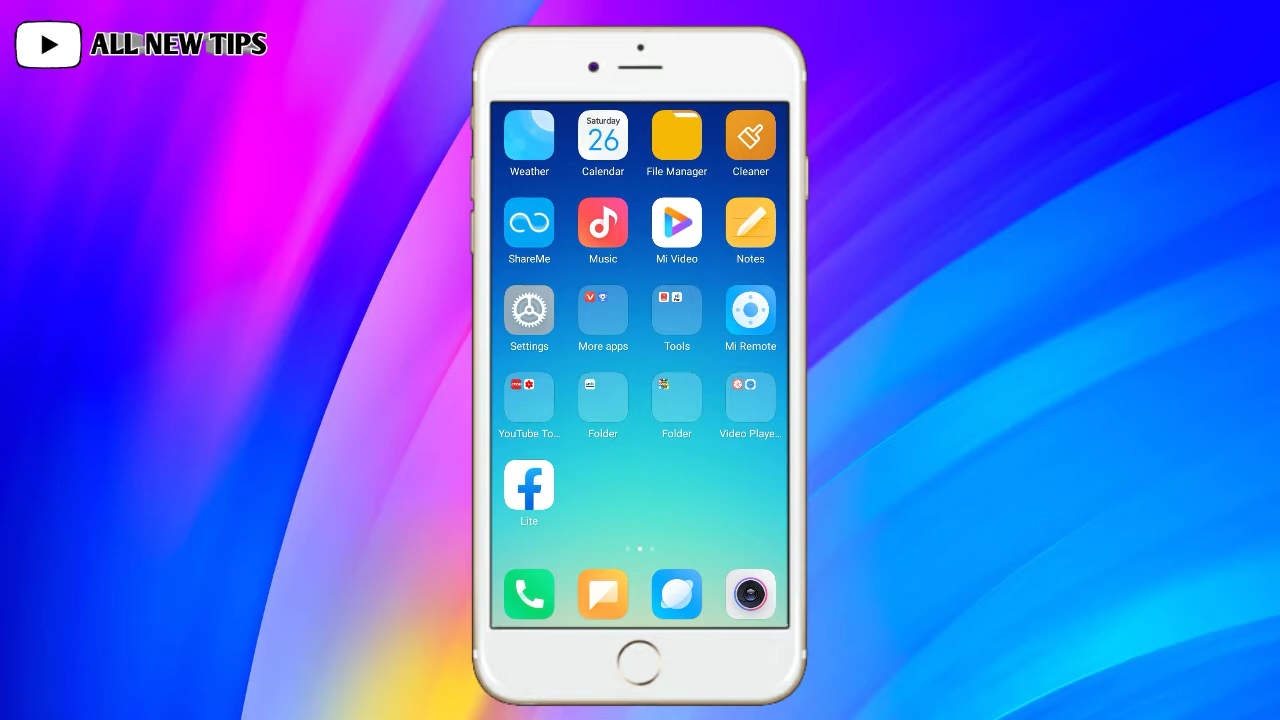 ALL NEW TIPS
Saturday
26
Weather
Calendar
File Manager
Cleaner
ShareMe
Music
Mi Video
Notes
Settings
More apps
Tools
Mi Remote
YouTube To...
Folder
Folder
Video Playe...
Lite